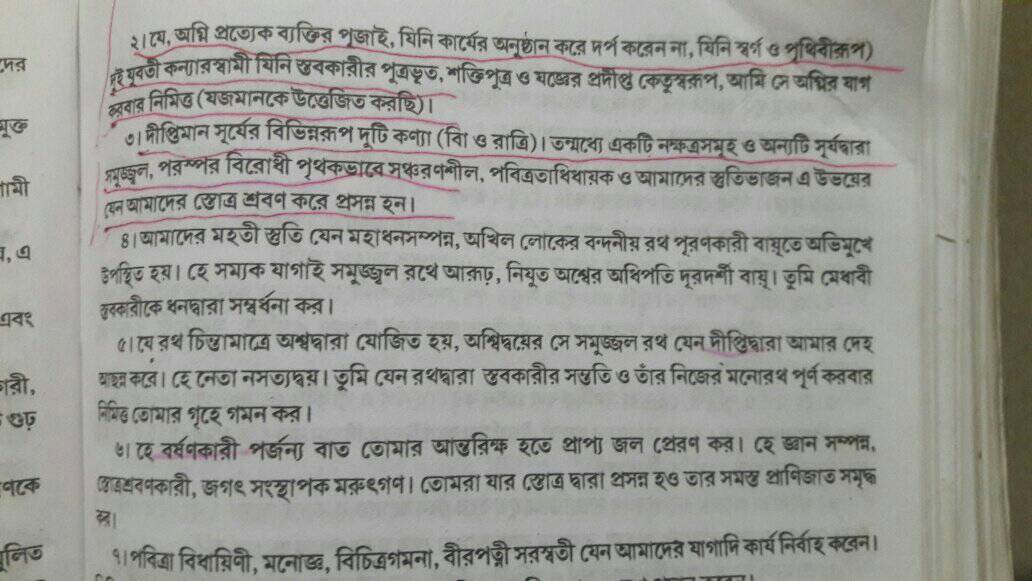 ২। যে, অগ্নি প্রত্যেক ব্যক্তির পূজার্হ, যিনি কার্যের অনুষ্ঠান করে দর্প করেন না, যিনি স্বর্গ ও পৃথিবীরূপ)
দের
দুই যুবতী কন্যারস্বামী যিনি স্তবকারীর পুত্রভূত, শক্তিপুত্র ও যজ্ঞের প্রদীপ্ত কেতুস্বরূপ, আমি সে অগ্নির যাগ
করবার নিমিত্ত (যজমানকে উত্তেজিত করছি)।
মুক্ত
৩। দীপ্তিমান সূর্যের বিভিন্নরূপ দুটি কন্যা (দিবা ও রাত্রি)। তন্মধ্যে একটি নক্ষত্রসমূহ ও অন্যটি সূর্যদ্বারা
সমুজ্জ্বল, পরস্পর বিরোধী পৃথকভাবে সঞ্চরণশীল, পবিত্রতাবিধায়ক ও আমাদের স্তুতিভাজন এ উভয়ের
যেন আমাদের স্তোত্র শ্রবণ করে প্রসন্ন হন।
৪। আমাদের মহতী স্তুতি যেন মহাধনসম্পন্ন, অখিল লোকের বন্দনীয় রথ পূরণকারী বায়ুতে অভিমুখে
, এ
উপস্থিত হয়। হে সম্যক যাগার্হ সমুজ্জ্বল রথে আরূঢ়, নিযুত অশ্বের অধিপতি দূরদর্শী বায়ু। তুমি মেধাবী
স্তবকারীকে ধনদ্বারা সম্বর্ধনা কর।
এবং
৫। যে রথ চিন্তামাত্রে অশ্বদ্বারা যোজিত হয়, অশ্বিদ্বয়ের সে সমুজ্জ্বল রথ যেন দীপ্তিদ্বারা আমার দেহ
আচ্ছন্ন করে। হে নেতা নসত্যদ্বয়। তুমি যেন রথদ্বারা স্তবকারীর সন্ততি ও তাঁর নিজের মনোরথ পূর্ণ করবার
কারী,
নিমিত্ত তোমার গৃহে গমন কর।
গুঢ়
৬। হে বর্ষণকারী পর্জন্য বাত তোমার আন্তরিক্ষ হতে প্রাপ্য জল প্রেরণ কর। হে জ্ঞান সম্পন্ন,
স্তোত্রশ্রবণকারী, জগৎ সংস্থাপক মরুৎগণ। তোমরা যার স্তোত্র দ্বারা প্রসন্ন হও তার সমস্ত প্রাণিজাত সমৃদ্ধ
কর।
৭। পবিত্রা বিধায়িণী, মনোজ্ঞ, বিচিত্রগমনা, বীরপত্নী সরস্বতী যেন আমাদের যাগাদি কার্য নির্বাহ করেন।